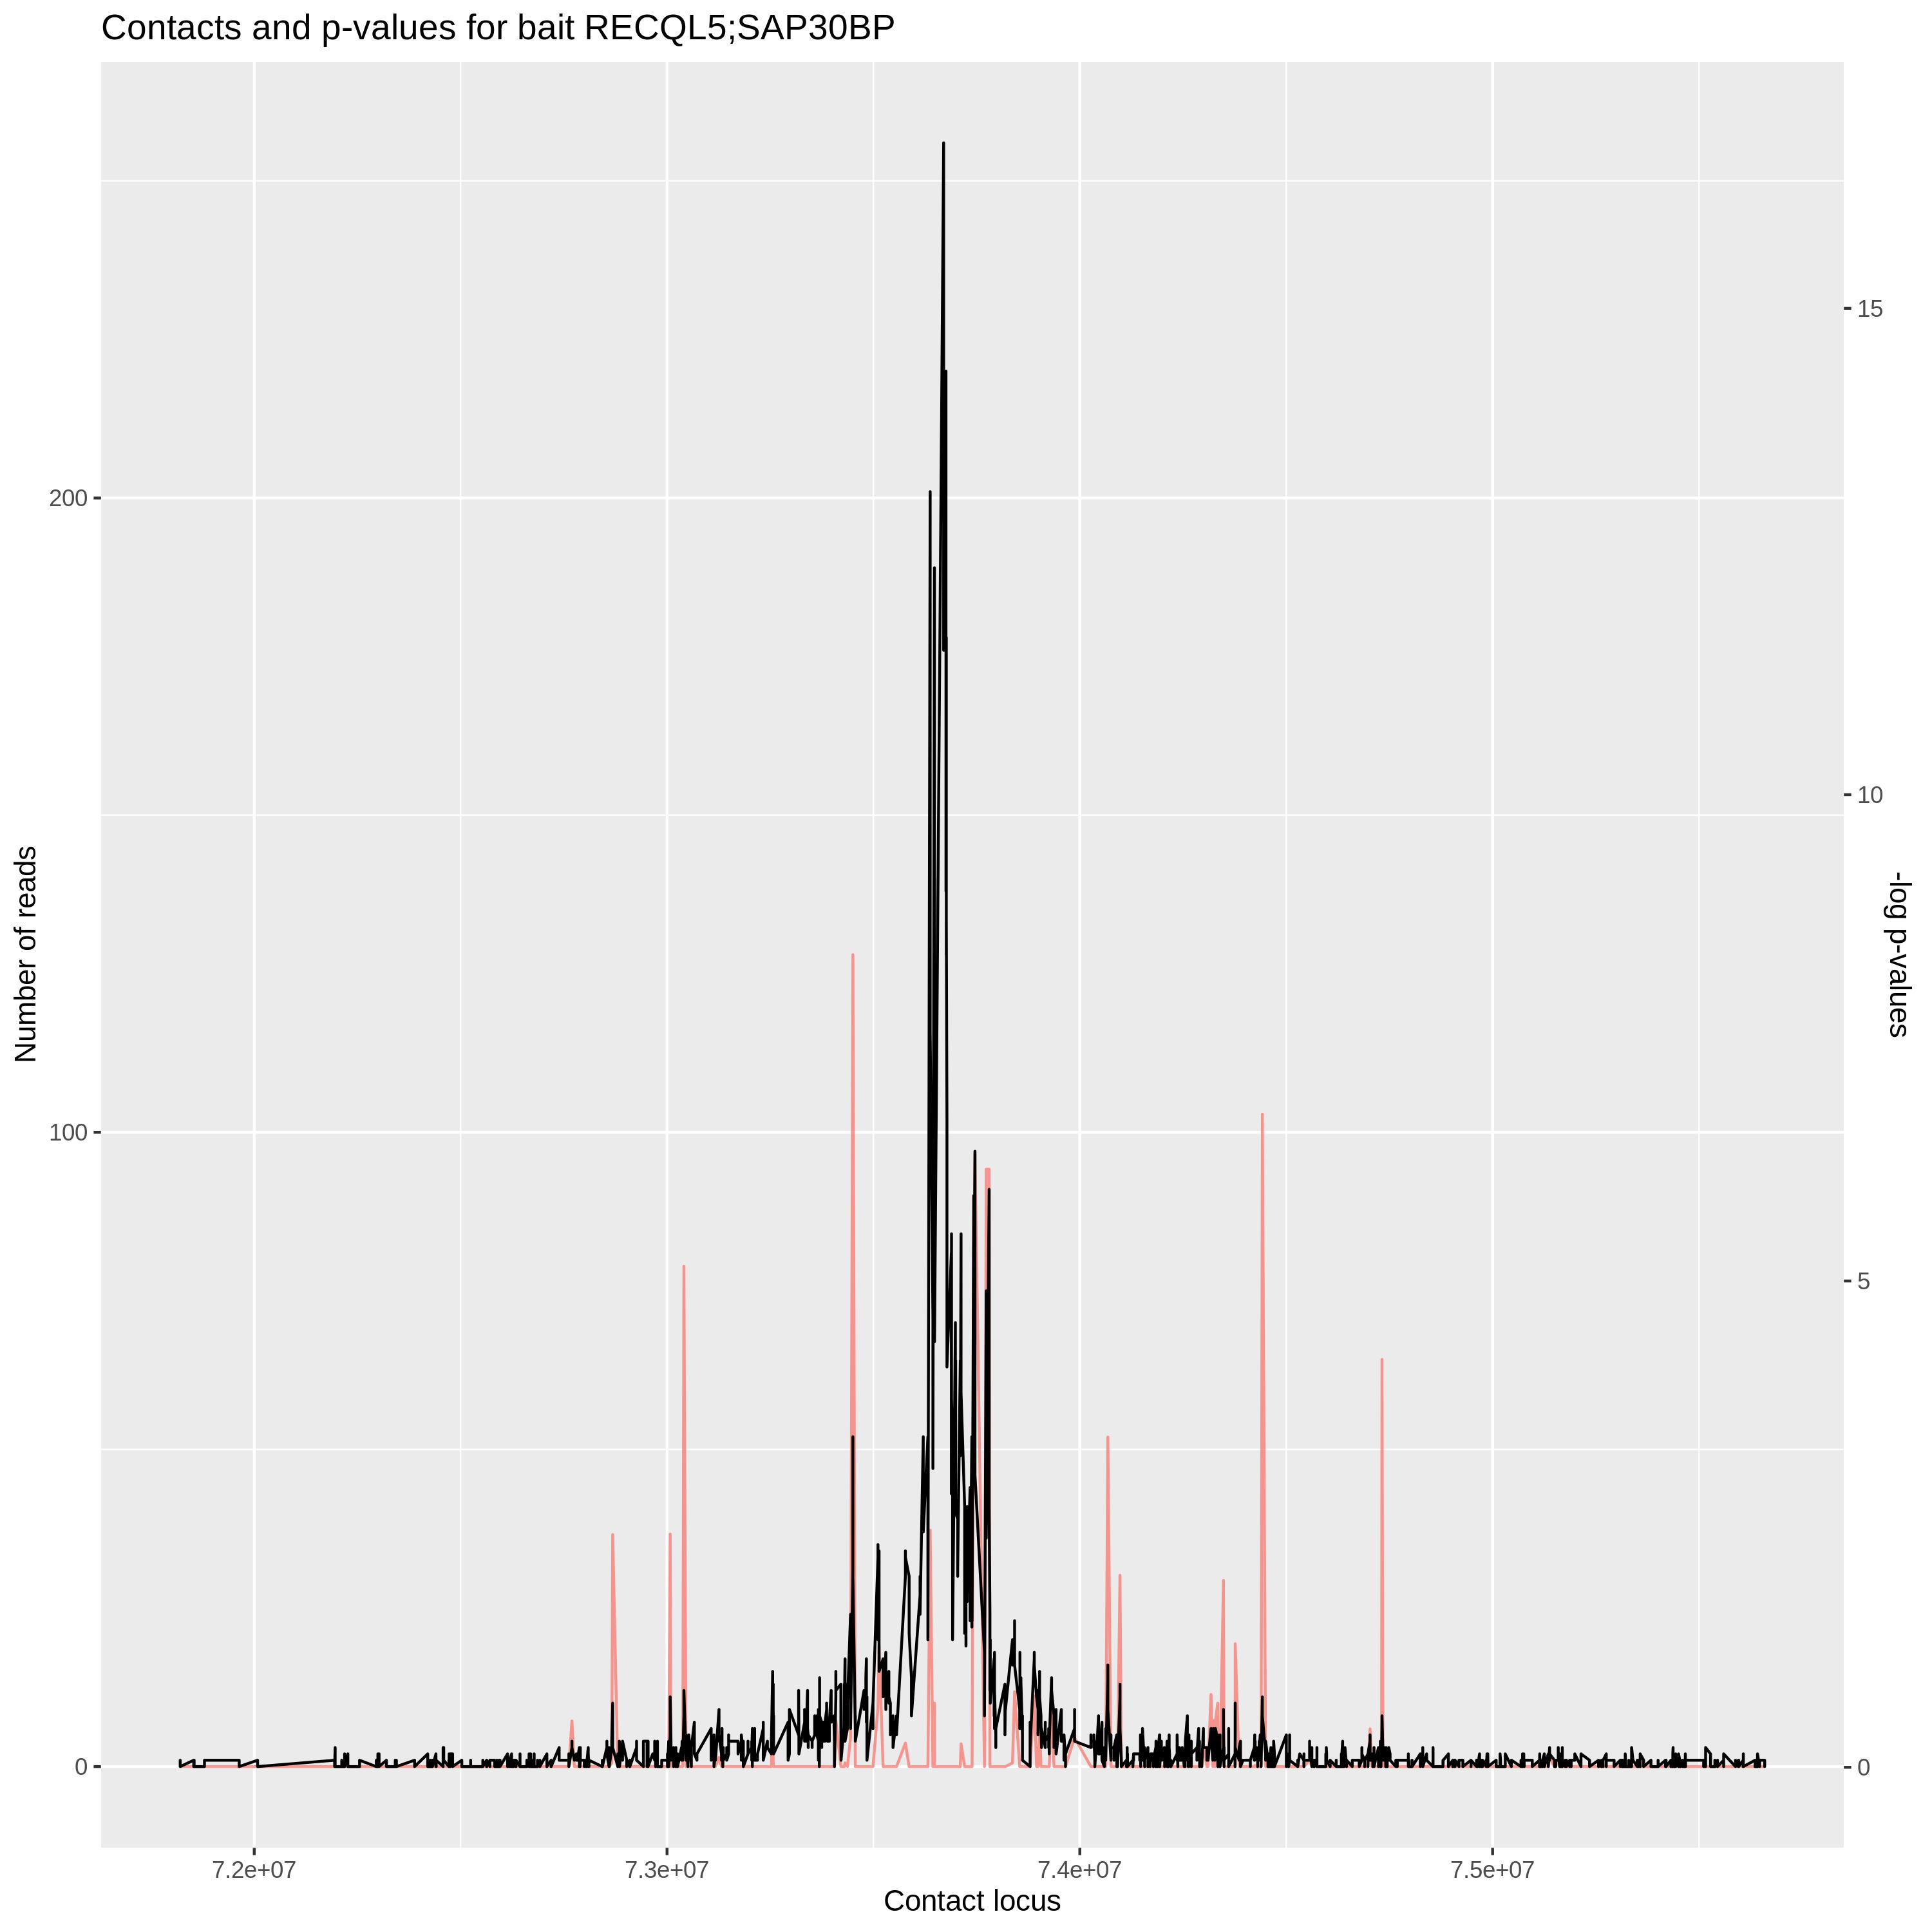 Contacts and p-values for bait RECQL5;SAP30BP
Number of reads
200
100
0
15
10
5
0
-log p-values
7.2e+07
7.3e+07
7.4e+07
7.5e+07
Contact locus